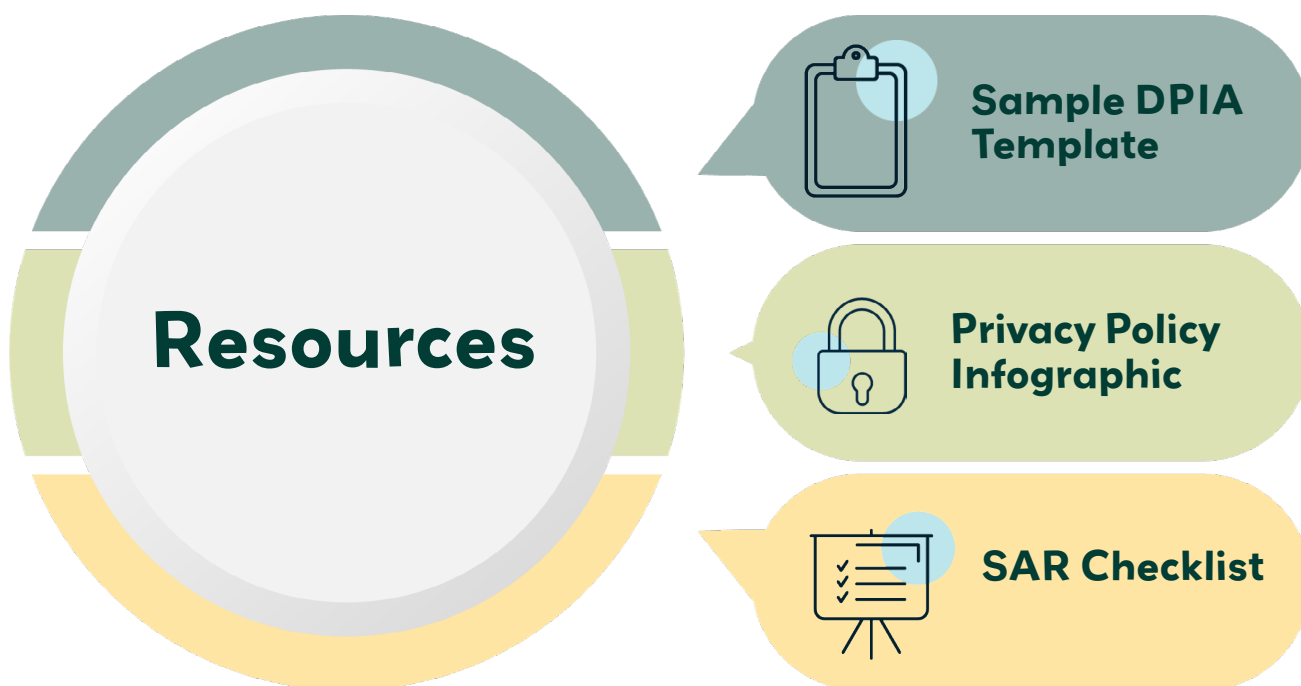 Resources
Sample DPIA
Template
Privacy Policy
Infographic
SAR Checklist